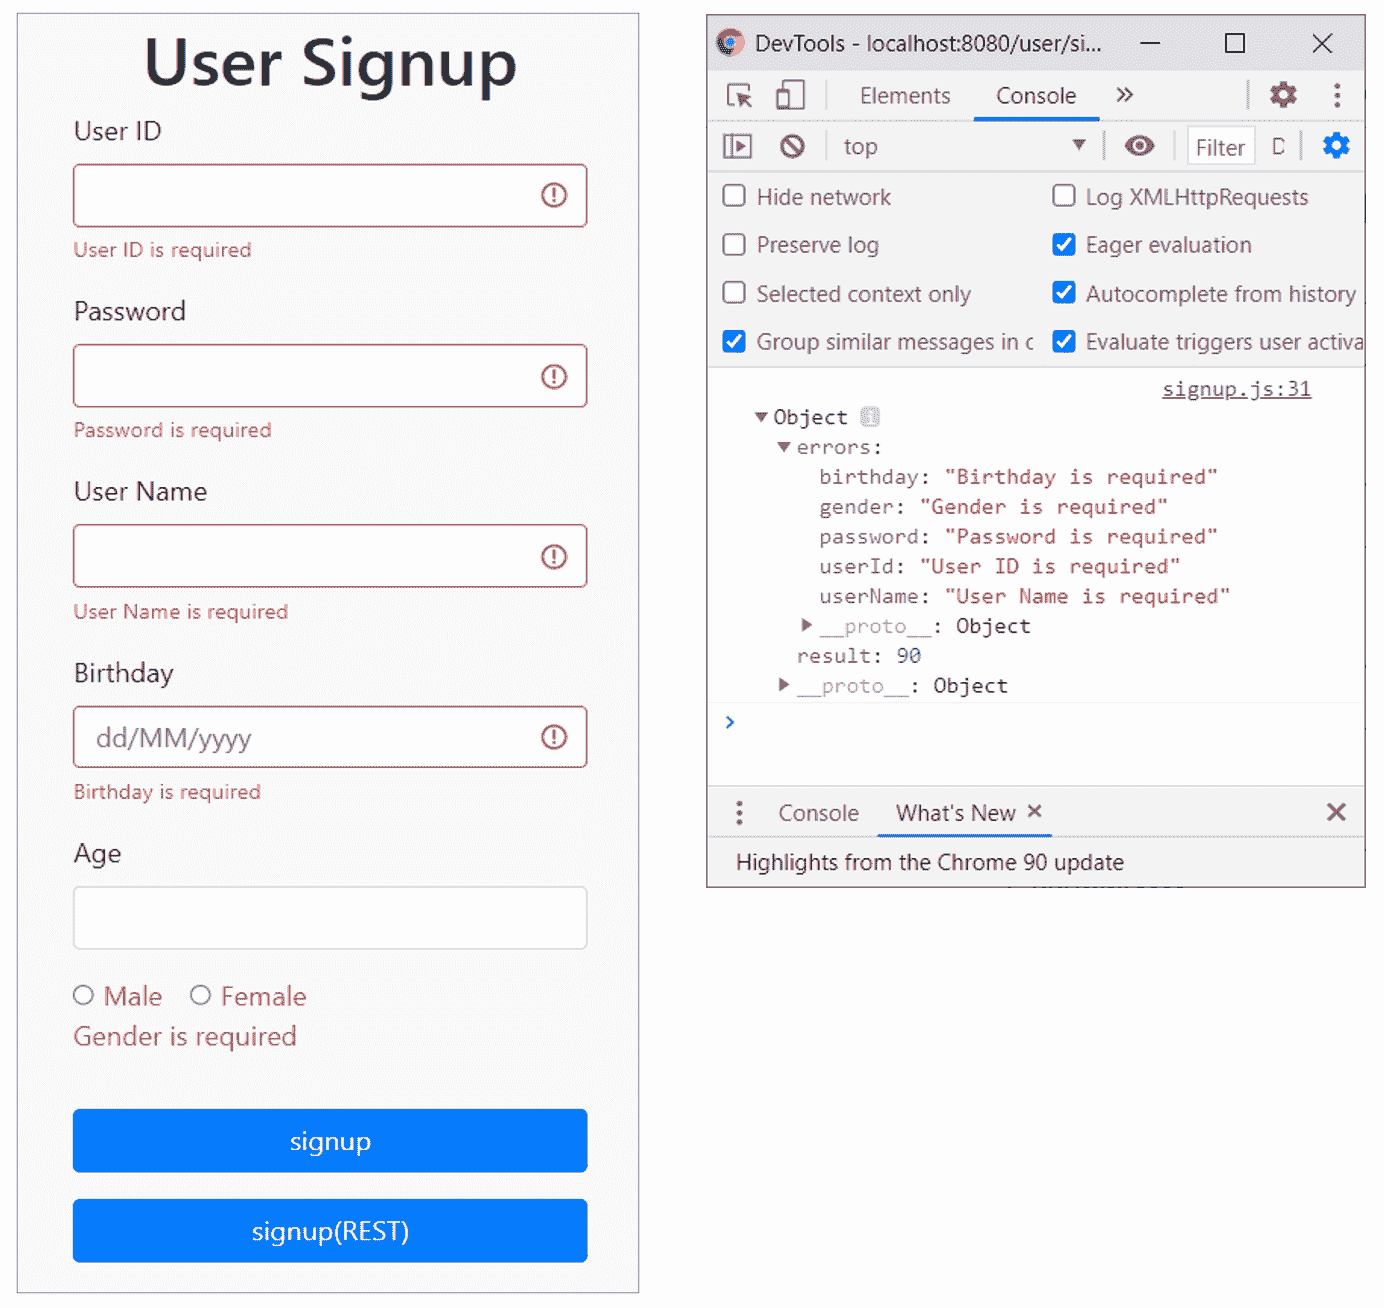 User Signup
User ID
User ID is required
Password
Password is required
User Name
User Name is required
Birthday
dd/MM/yyyy
Birthday is required
Age
Male Female
Gender is required
signup
signup(REST)
DevTools - localhost:8080/user/si...
Elements Console »
top Filter D
Hide network Log XMLHttpRequests
Preserve log Eager evaluation
Selected context only Autocomplete from history
Group similar messages in c Evaluate triggers user activa
signup.js:31
Object i
errors:
birthday: "Birthday is required"
gender: "Gender is required"
password: "Password is required"
userId: "User ID is required"
userName: "User Name is required"
__proto__: Object
result: 90
__proto__: Object
Console What's New
Highlights from the Chrome 90 update